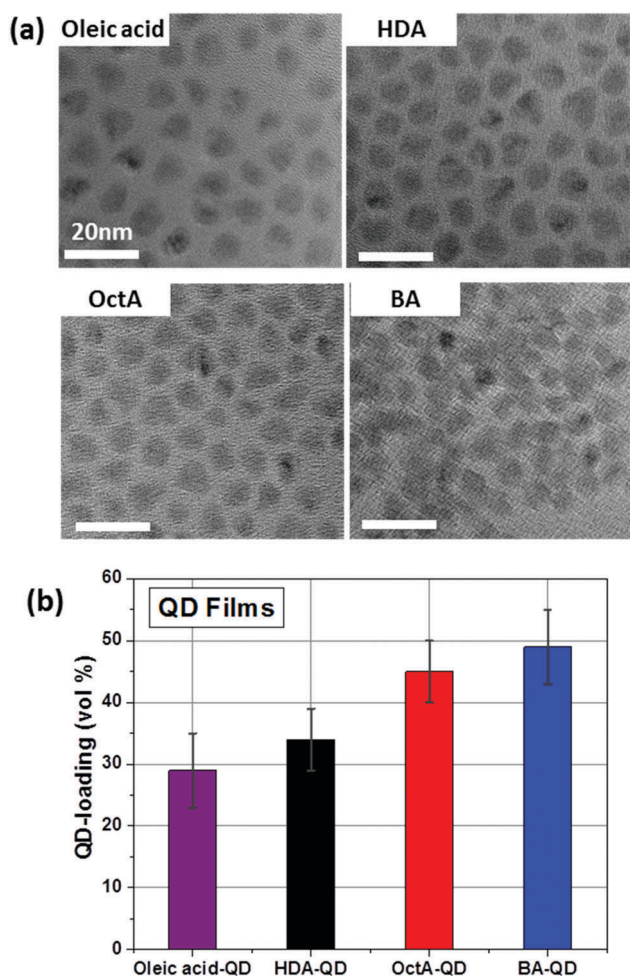 (a)
Oleic acid
HDA
20nm
OctA
BA
(b)
QD Films
QD-loading (vol %)
60
50
40
30
20
10
0
Oleic acid-QD HDA-QD OctA-QD BA-QD